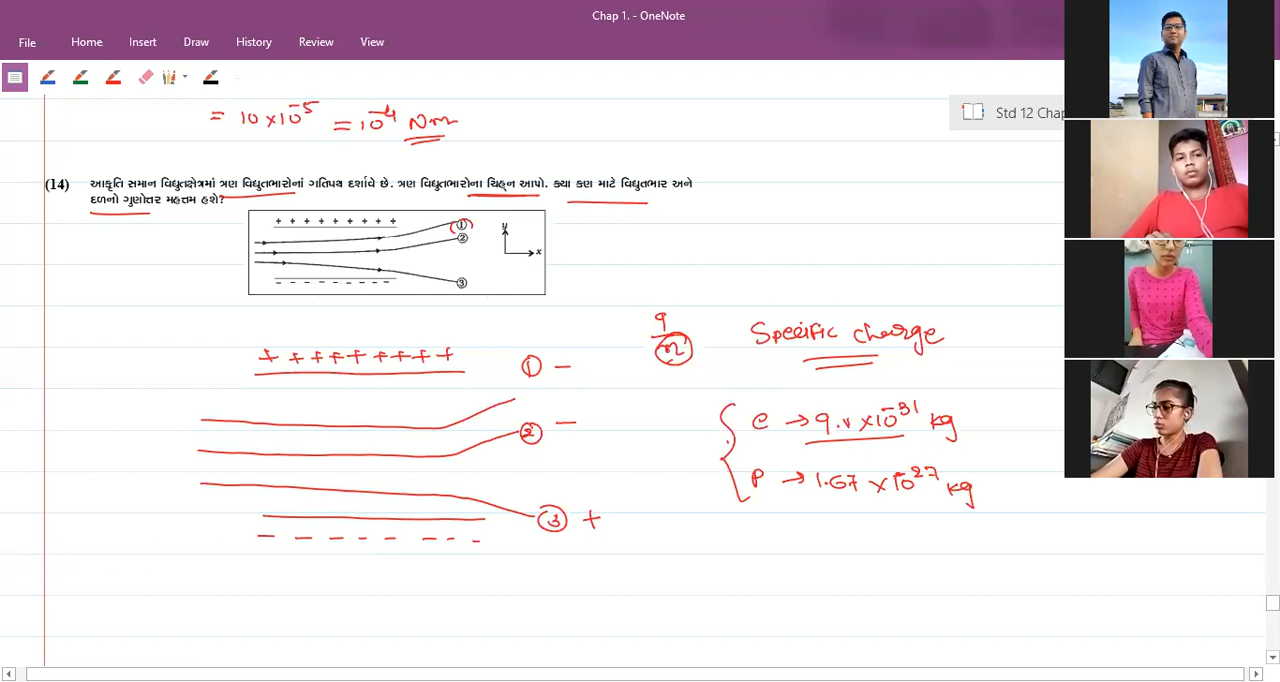 Chap 1. - OneNote
File Home Insert Draw History Review View
Std 12 Chap
= 10 × 10⁻⁵ = 10⁻⁴ Nm
(14) આકૃતિ સમાન વિદ્યુતક્ષેત્રમાં ત્રણ વિદ્યુતભારોનાં ગતિપથ દર્શાવે છે. ત્રણ વિદ્યુતભારોના ચિહ્ન આપો. ક્યા કણ માટે વિદ્યુતભાર અને
દળનો ગુણોત્તર મહત્તમ હશે?
+ + + + + + + +
①
②
y
x
③
- - - - - - - -
q
m
Specific charge
+ + + + + + + + +
① -
② -
e → 9.1 × 10⁻³¹ kg
P → 1.67 × 10⁻²⁷ kg
③ +
- - - - - - - -